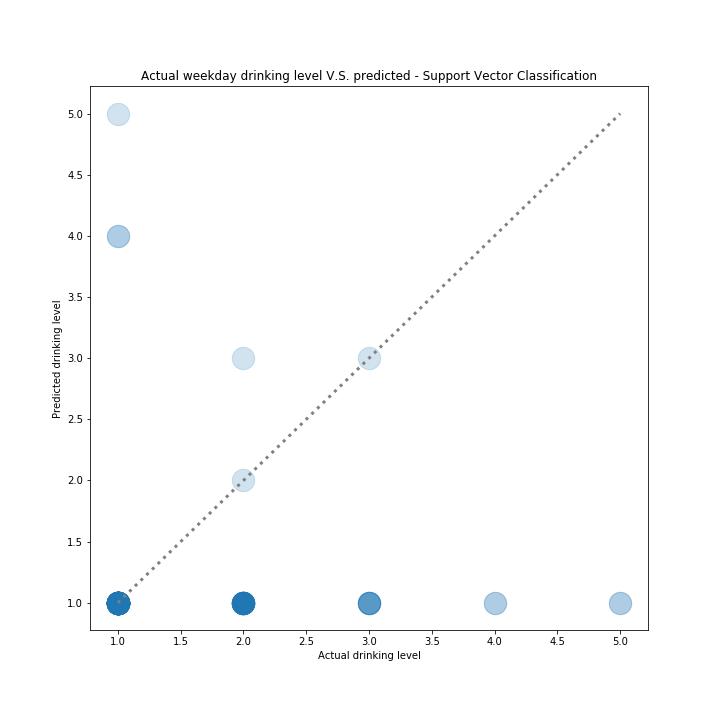 Actual weekday drinking level V.S. predicted - Support Vector Classification
5.0
4.5
4.0
3.5
3.0
2.5
2.0
1.5
1.0
Predicted drinking level
1.0 1.5 2.0 2.5 3.0 3.5 4.0 4.5 5.0
Actual drinking level